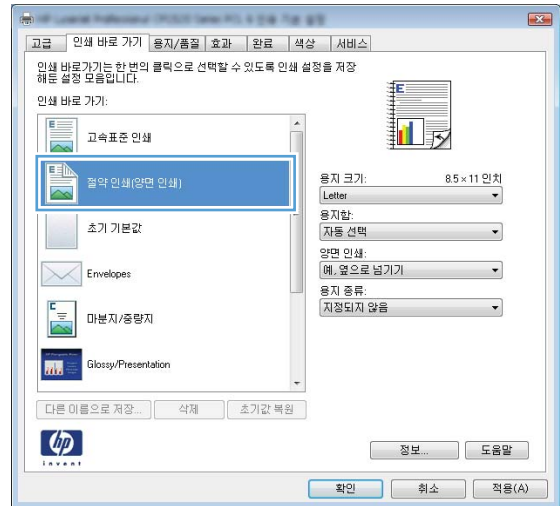 고급 인쇄 바로 가기 용지/품질 효과 완료 색상 서비스
인쇄 바로가기는 한 번의 클릭으로 선택할 수 있도록 인쇄 설정을 저장
해둔 설정 모음입니다.
인쇄 바로 가기:
고속표준 인쇄
절약 인쇄(양면 인쇄)
초기 기본값
Envelopes
마분지/중량지
Glossy/Presentation
E
용지 크기: 8.5 × 11 인치
Letter
용지함:
자동 선택
양면 인쇄:
예, 옆으로 넘기기
용지 종류:
지정되지 않음
다른 이름으로 저장... 삭제 초기값 복원
hp
invent
정보... 도움말
확인 취소 적용(A)